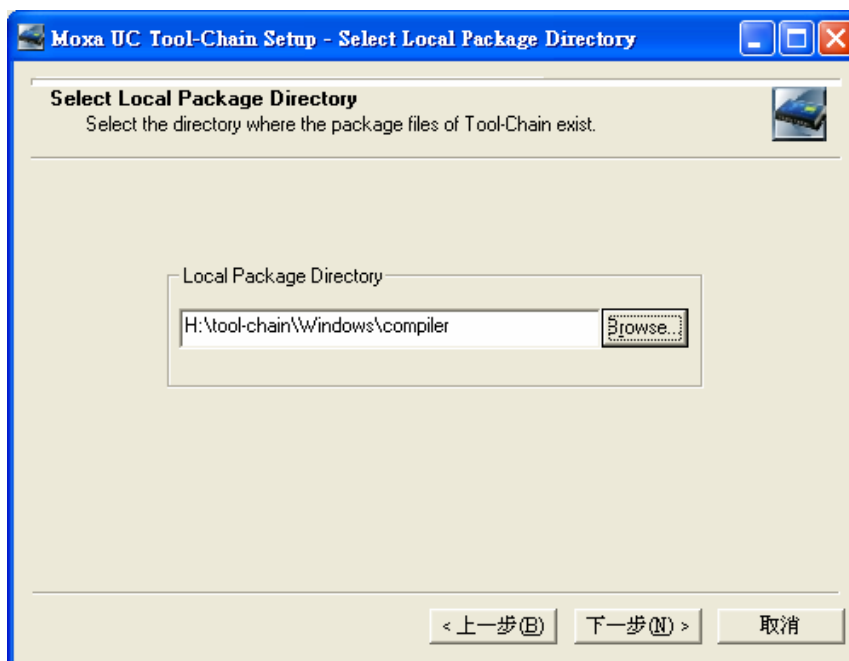 Moxa UC Tool-Chain Setup - Select Local Package Directory
Select Local Package Directory
Select the directory where the package files of Tool-Chain exist.
Local Package Directory
H:\tool-chain\Windows\compiler
Browse...
<上一步(B)
下一步(N)>
取消